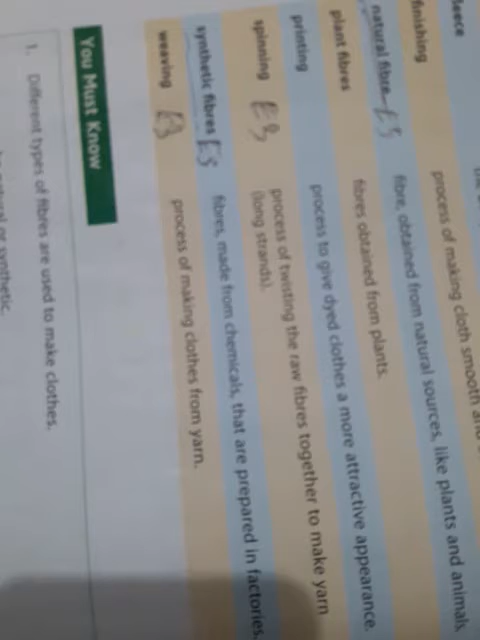 fleece
finishing process of making cloth smooth and
natural fibre fibre, obtained from natural sources, like plants and animals.
plant fibres fibres obtained from plants.
printing process to give dyed clothes a more attractive appearance.
spinning process of twisting the raw fibres together to make yarn
(long strands).
synthetic fibres fibres, made from chemicals, that are prepared in factories.
weaving process of making clothes from yarn.
You Must Know
1. Different types of fibres are used to make clothes.
natural or synthetic.